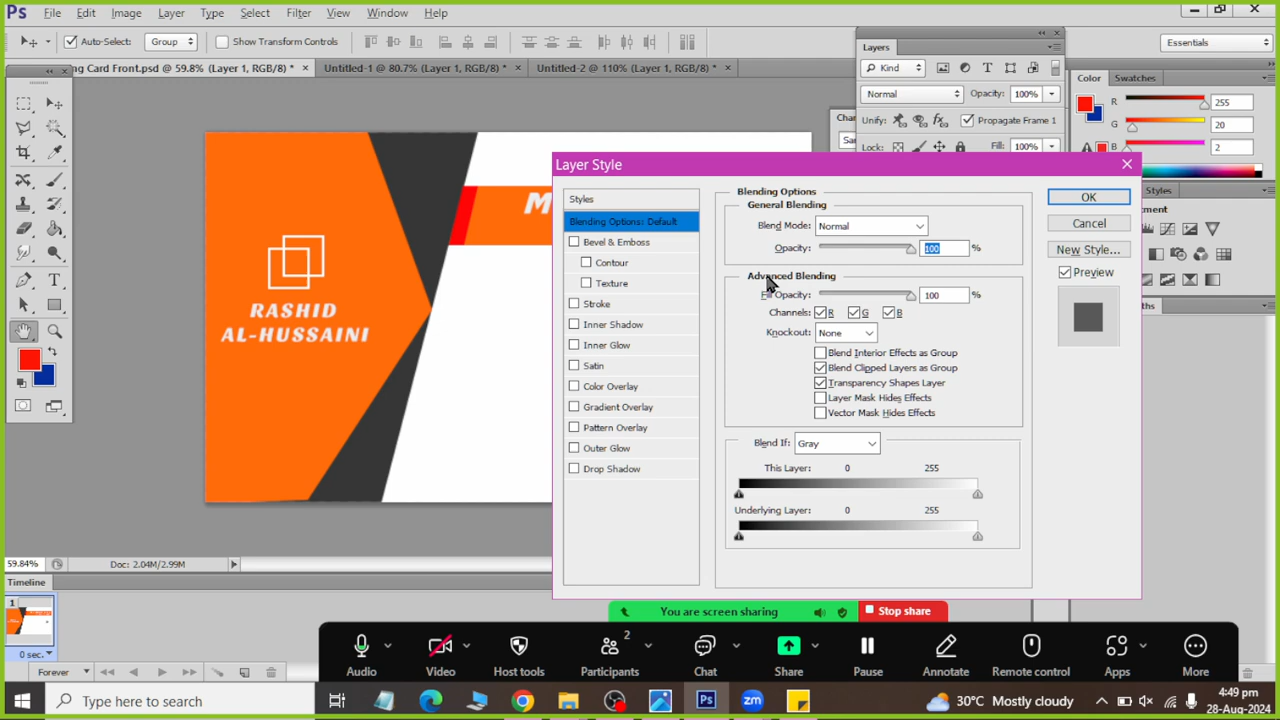 Ps File Edit Image Layer Type Select Filter View Window Help
Auto-Select: Group Show Transform Controls Essentials
ng Card Front.psd @ 59.8% (Layer 1, RGB/8) * × Untitled-1 @ 80.7% (Layer 1, RGB/8) * × Untitled-2 @ 110% (Layer 1, RGB/8) * ×
Layers
Kind
Normal Opacity: 100%
Unify: Propagate Frame 1
Lock: Fill: 100%
Color Swatches
R 255
G 20
B 2
Styles
RASHID
AL-HUSSAINI
M
Layer Style
Styles
Blending Options: Default
Bevel & Emboss
Contour
Texture
Stroke
Inner Shadow
Inner Glow
Satin
Color Overlay
Gradient Overlay
Pattern Overlay
Outer Glow
Drop Shadow
Blending Options
General Blending
Blend Mode: Normal
Opacity: 100 %
Advanced Blending
Fill Opacity: 100 %
Channels: R G B
Knockout: None
Blend Interior Effects as Group
Blend Clipped Layers as Group
Transparency Shapes Layer
Layer Mask Hides Effects
Vector Mask Hides Effects
Blend If: Gray
This Layer: 0 255
Underlying Layer: 0 255
OK
Cancel
New Style...
Preview
59.84% Doc: 2.04M/2.99M
Timeline
1
0 sec.
Forever
You are screen sharing Stop share
2
Audio Video Host tools Participants Chat Share Pause Annotate Remote control Apps More
Type here to search Ps zm 30°C Mostly cloudy 4:49 pm
28-Aug-2024